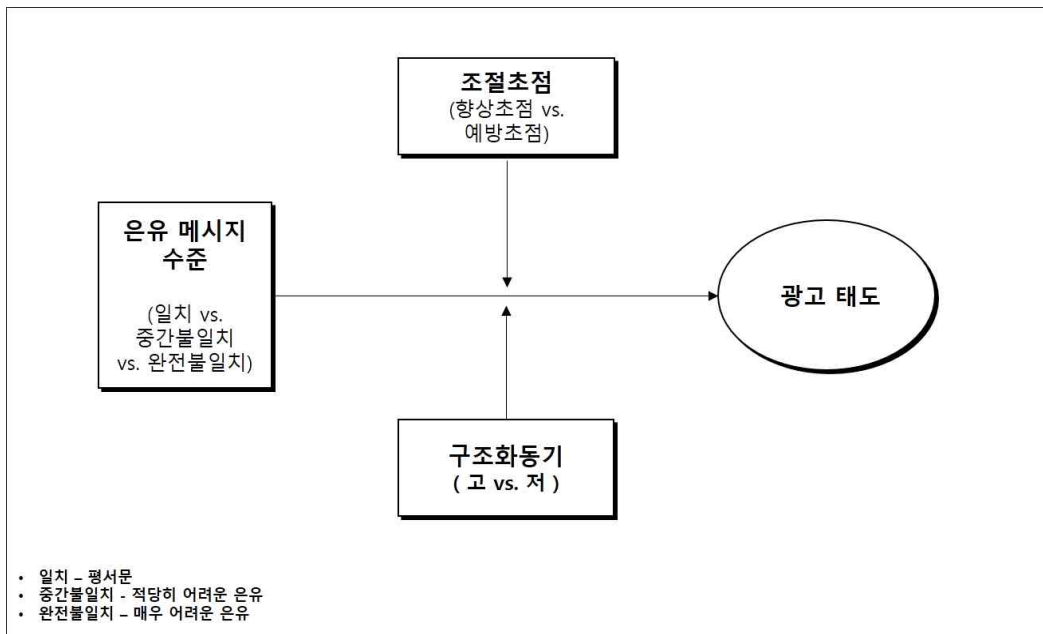 조절초점
(향상초점 vs.
예방초점)
은유 메시지
수준
(일치 vs.
중간불일치
vs. 완전불일치)
광고 태도
구조화동기
( 고 vs. 저 )
• 일치 – 평서문
• 중간불일치 - 적당히 어려운 은유
• 완전불일치 – 매우 어려운 은유